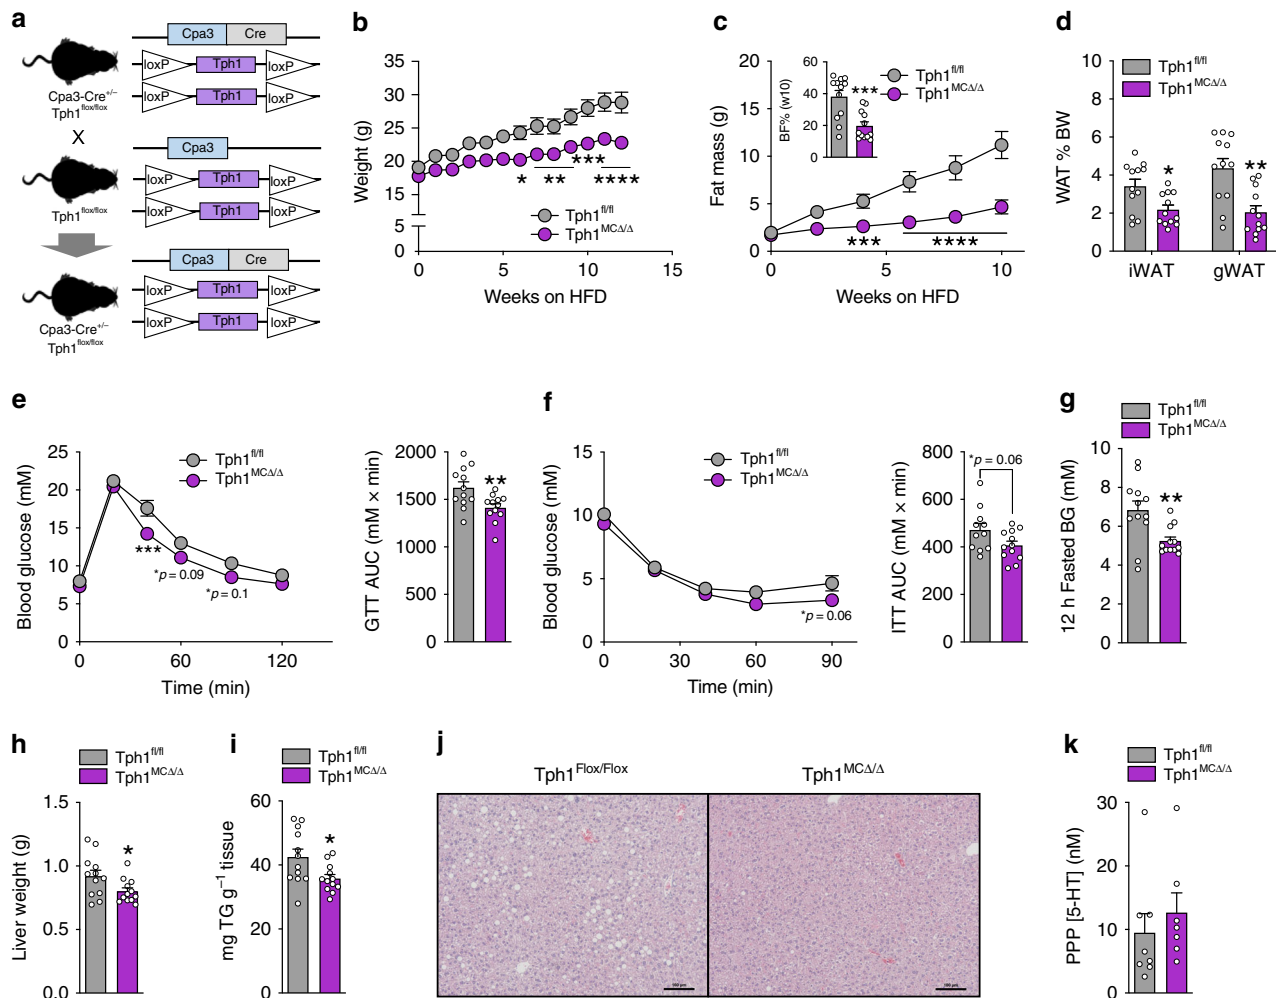 a
Cpa3 Cre
loxP Tph1 loxP
loxP Tph1 loxP
Cpa3-Cre+/–
Tph1flox/flox
X
Cpa3
loxP Tph1 loxP
loxP Tph1 loxP
Tph1flox/flox
Cpa3 Cre
loxP Tph1 loxP
loxP Tph1 loxP
Cpa3-Cre+/–
Tph1flox/flox
b
Weight (g)
35
30
25
20
15
5
0
* ** *** ****
Tph1fl/fl
Tph1MCΔ/Δ
0 5 10 15
Weeks on HFD
c
Fat mass (g)
20
15
10
5
0
BF% (w10)
60
40
20
0
***
Tph1fl/fl
Tph1MCΔ/Δ
*** ****
0 5 10
Weeks on HFD
d
Tph1fl/fl
Tph1MCΔ/Δ
WAT % BW
10
8
6
4
2
0
* **
iWAT gWAT
e
Blood glucose (mM)
25
20
15
10
5
0
Tph1fl/fl
Tph1MCΔ/Δ
***
*p = 0.09
*p = 0.1
0 60 120
Time (min)
GTT AUC (mM × min)
2000
1500
1000
500
0
**
f
Blood glucose (mM)
15
10
5
0
Tph1fl/fl
Tph1MCΔ/Δ
*p = 0.06
0 30 60 90
Time (min)
ITT AUC (mM × min)
800
600
400
200
0
*p = 0.06
g
Tph1fl/fl
Tph1MCΔ/Δ
12 h Fasted BG (mM)
10
8
6
4
2
0
**
h
Tph1fl/fl
Tph1MCΔ/Δ
Liver weight (g)
1.5
1.0
0.5
0.0
*
i
Tph1fl/fl
Tph1MCΔ/Δ
mg TG g–1 tissue
60
40
20
0
*
j
Tph1Flox/Flox Tph1MCΔ/Δ
k
Tph1fl/fl
Tph1MCΔ/Δ
PPP [5-HT] (nM)
30
20
10
0